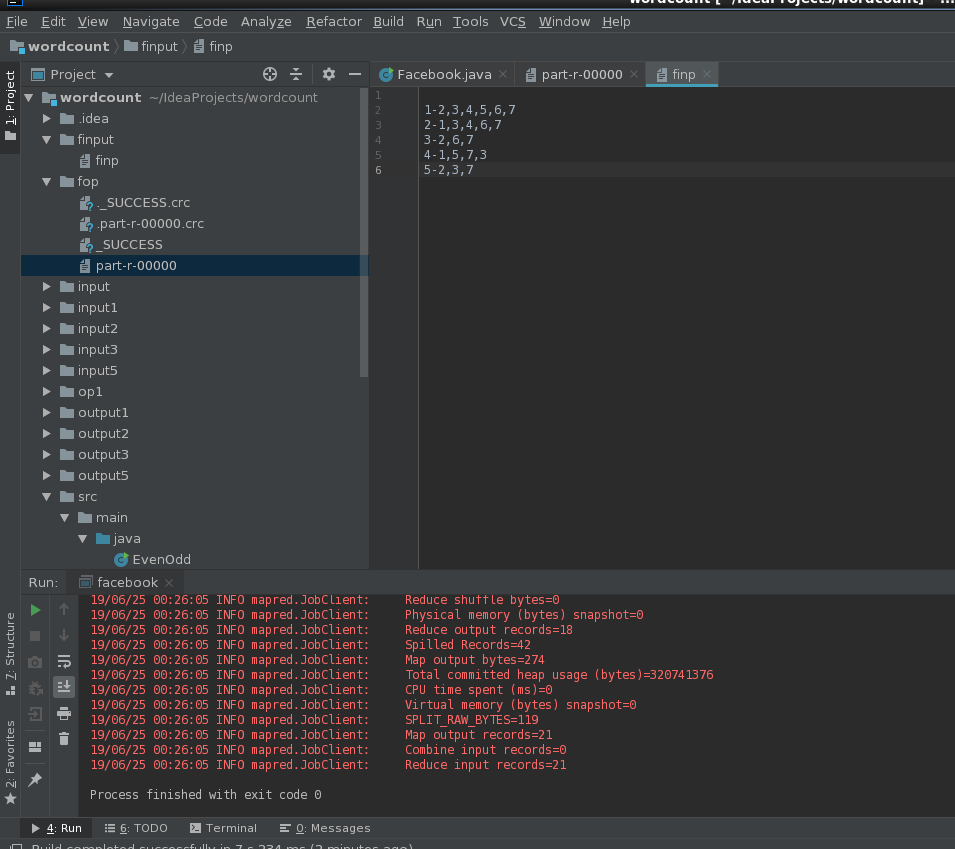 wordcount [~/IdeaProjects/wordcount] - ...
File Edit View Navigate Code Analyze Refactor Build Run Tools VCS Window Help
wordcount finput finp
1: Project
Project
Facebook.java part-r-00000 finp
wordcount ~/IdeaProjects/wordcount
.idea
finput
finp
fop
._SUCCESS.crc
.part-r-00000.crc
_SUCCESS
part-r-00000
input
input1
input2
input3
input5
op1
output1
output2
output3
output5
src
main
java
EvenOdd
1
2 1-2,3,4,5,6,7
3 2-1,3,4,6,7
4 3-2,6,7
5 4-1,5,7,3
6 5-2,3,7
Run: facebook
19/06/25 00:26:05 INFO mapred.JobClient: Reduce shuffle bytes=0
19/06/25 00:26:05 INFO mapred.JobClient: Physical memory (bytes) snapshot=0
19/06/25 00:26:05 INFO mapred.JobClient: Reduce output records=18
19/06/25 00:26:05 INFO mapred.JobClient: Spilled Records=42
19/06/25 00:26:05 INFO mapred.JobClient: Map output bytes=274
19/06/25 00:26:05 INFO mapred.JobClient: Total committed heap usage (bytes)=320741376
19/06/25 00:26:05 INFO mapred.JobClient: CPU time spent (ms)=0
19/06/25 00:26:05 INFO mapred.JobClient: Virtual memory (bytes) snapshot=0
19/06/25 00:26:05 INFO mapred.JobClient: SPLIT_RAW_BYTES=119
19/06/25 00:26:05 INFO mapred.JobClient: Map output records=21
19/06/25 00:26:05 INFO mapred.JobClient: Combine input records=0
19/06/25 00:26:05 INFO mapred.JobClient: Reduce input records=21
Process finished with exit code 0
7: Structure
2: Favorites
4: Run 6: TODO Terminal 0: Messages
Build completed successfully in 7 s 234 ms (2 minutes ago)